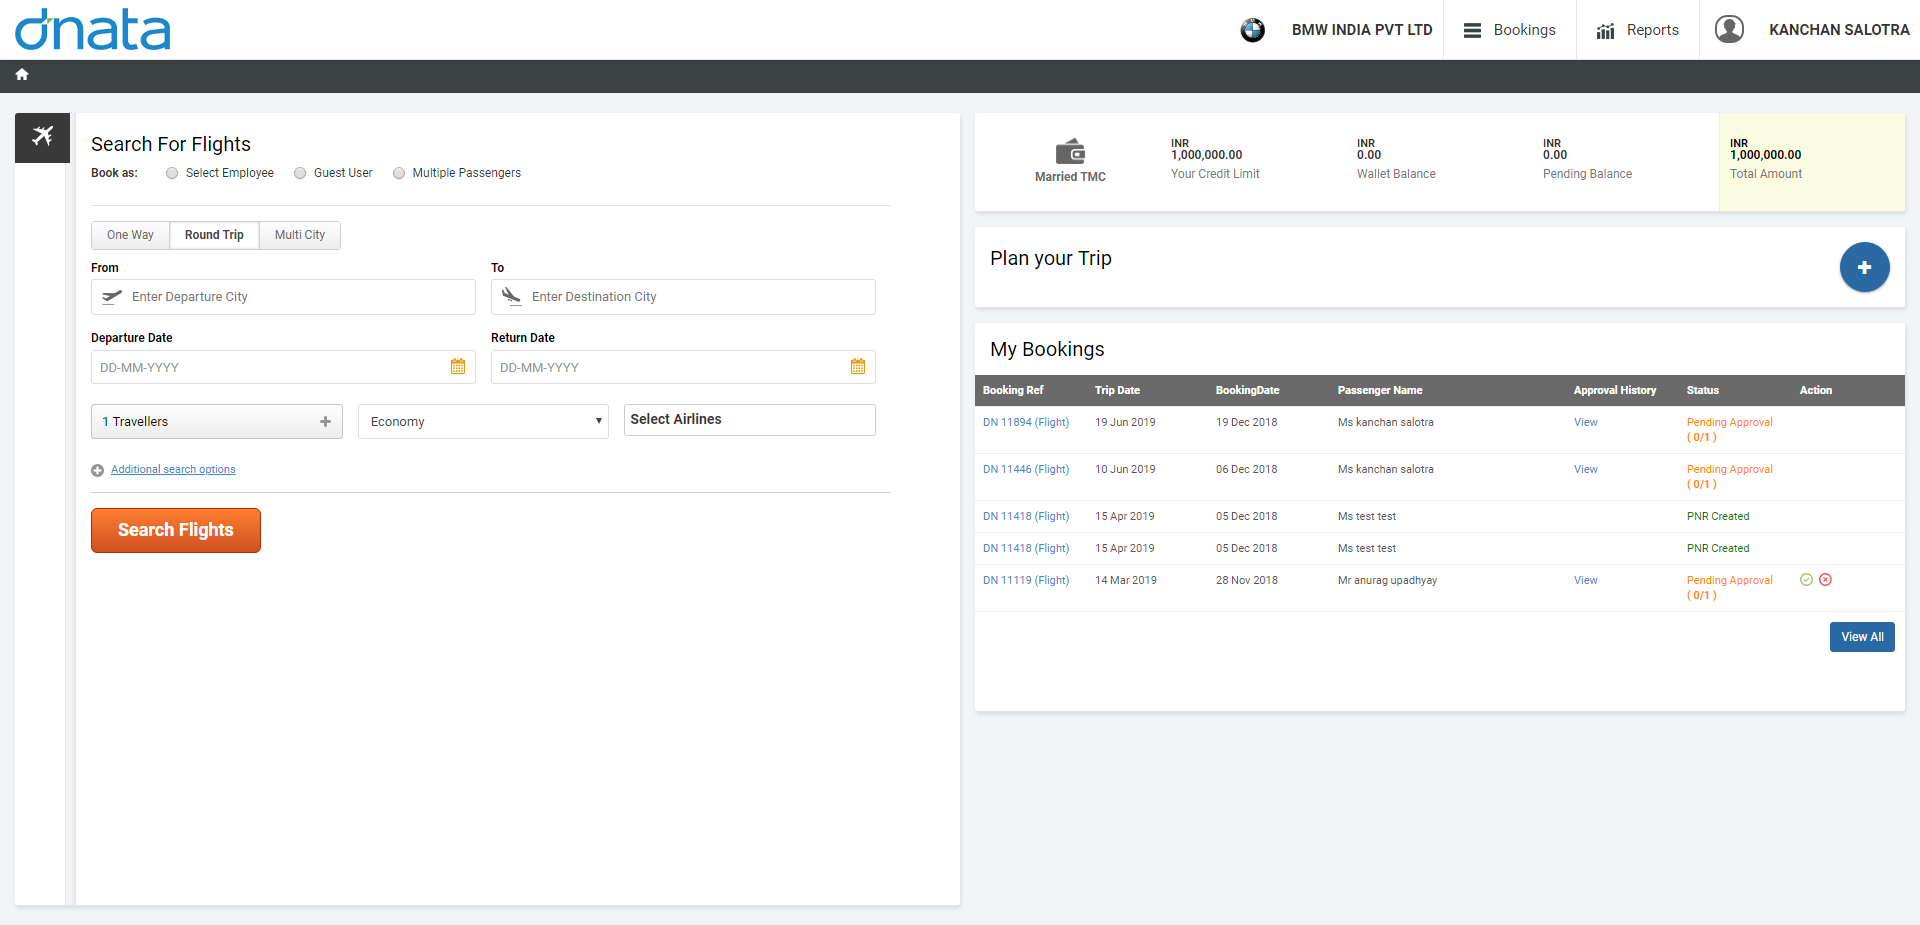 dnata
BMW INDIA PVT LTD
Bookings
Reports
KANCHAN SALOTRA
Search For Flights
Book as:
Select Employee
Guest User
Multiple Passengers
One Way
Round Trip
Multi City
From
To
Enter Departure City
Enter Destination City
Departure Date
Return Date
DD-MM-YYYY
DD-MM-YYYY
1 Travellers
Economy
Select Airlines
Additional search options
Search Flights
Married TMC
INR
1,000,000.00
Your Credit Limit
INR
0.00
Wallet Balance
INR
0.00
Pending Balance
INR
1,000,000.00
Total Amount
Plan your Trip
My Bookings
Booking Ref Trip Date BookingDate Passenger Name Approval History Status Action
DN 11894 (Flight) 19 Jun 2019 19 Dec 2018 Ms kanchan salotra View Pending Approval
( 0/1 )
DN 11446 (Flight) 10 Jun 2019 06 Dec 2018 Ms kanchan salotra View Pending Approval
( 0/1 )
DN 11418 (Flight) 15 Apr 2019 05 Dec 2018 Ms test test PNR Created
DN 11418 (Flight) 15 Apr 2019 05 Dec 2018 Ms test test PNR Created
DN 11119 (Flight) 14 Mar 2019 28 Nov 2018 Mr anurag upadhyay View Pending Approval
( 0/1 )
View All